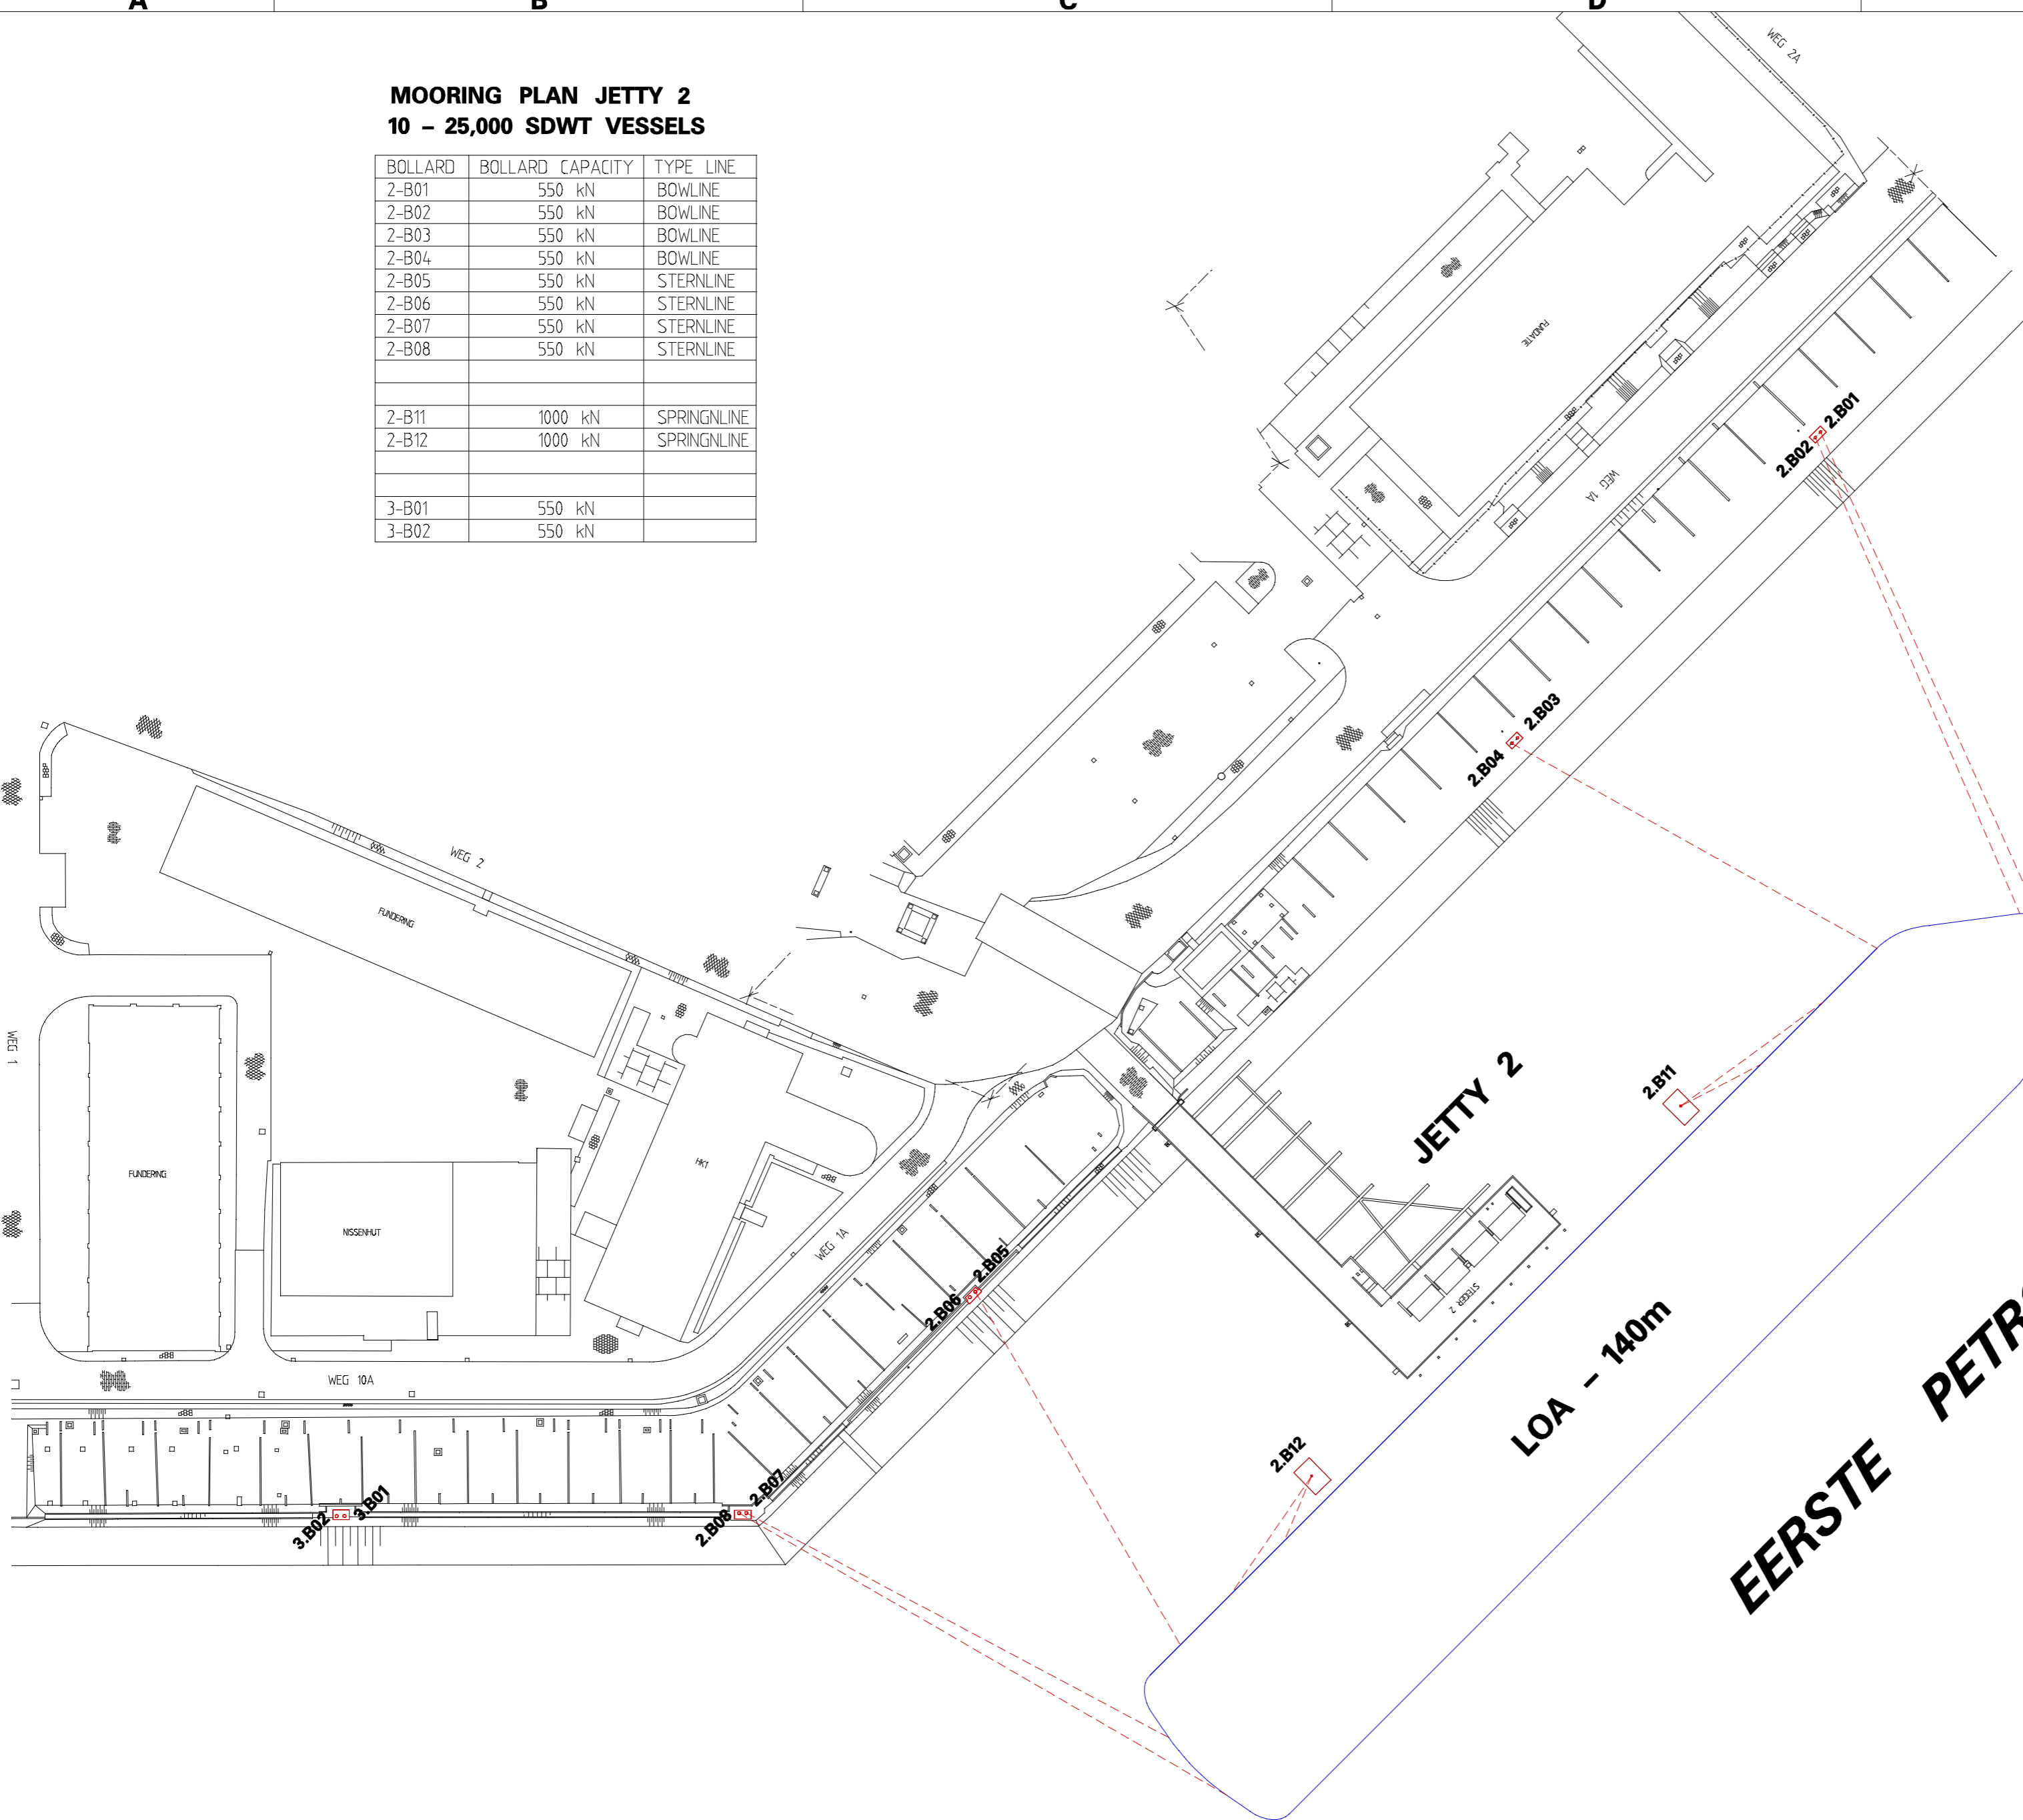 A B C D
MOORING PLAN JETTY 2
10 – 25,000 SDWT VESSELS
BOLLARD BOLLARD CAPACITY TYPE LINE
2-B01 550 kN BOWLINE
2-B02 550 kN BOWLINE
2-B03 550 kN BOWLINE
2-B04 550 kN BOWLINE
2-B05 550 kN STERNLINE
2-B06 550 kN STERNLINE
2-B07 550 kN STERNLINE
2-B08 550 kN STERNLINE
2-B11 1000 kN SPRINGNLINE
2-B12 1000 kN SPRINGNLINE
3-B01 550 kN
3-B02 550 kN
WEG 2A
FUNDATIE
2.B01
2.B02
WEG 1A
2.B03
2.B04
WEG 2
FUNDERING
WEG 1
FUNDERING
NISSENHUT
HKT
WEG 1A
JETTY 2
2.B11
STEIGER 2
2.B05
2.B06
LOA – 140m
PETR
EERSTE
WEG 10A
2.B12
2.B07
2.B08
3.B01
3.B02